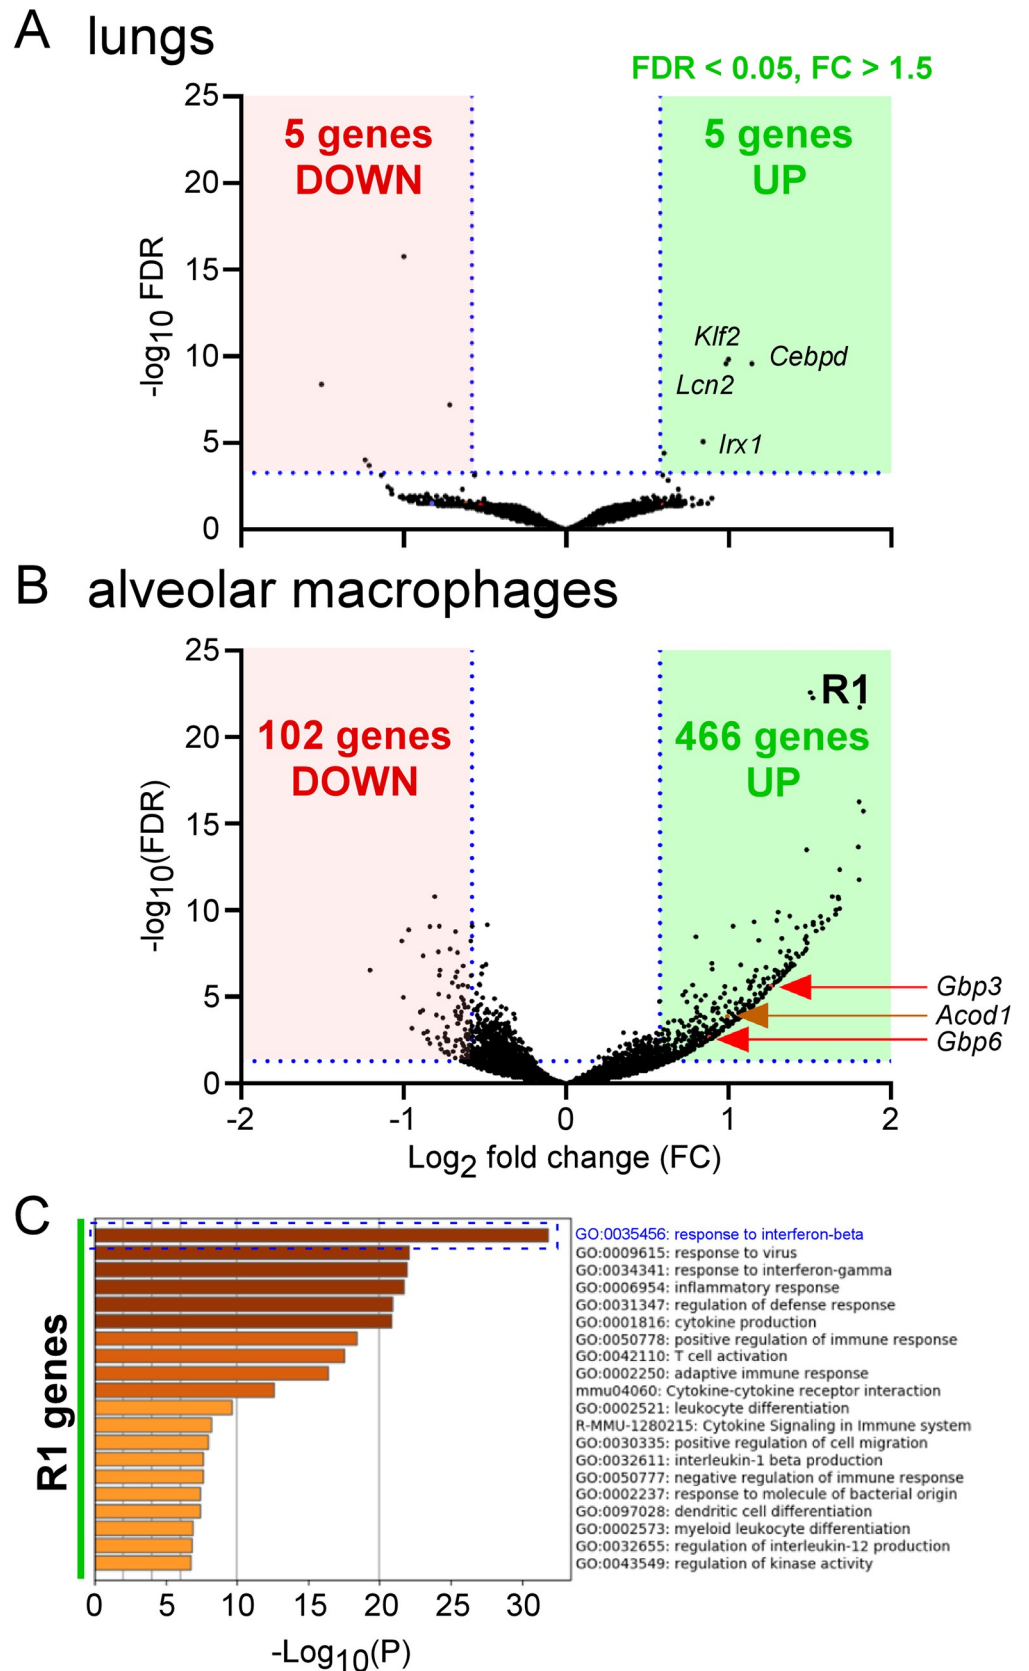 A lungs
FDR < 0.05, FC > 1.5
25
20
15
10
5
0
-log10 FDR
5 genes
DOWN
5 genes
UP
Klf2
Cebpd
Lcn2
Irx1
B alveolar macrophages
25
20
15
10
5
0
-log10(FDR)
102 genes
DOWN
R1
466 genes
UP
Gbp3
Acod1
Gbp6
-2 -1 0 1 2
Log2 fold change (FC)
C
R1 genes
GO:0035456: response to interferon-beta
GO:0009615: response to virus
GO:0034341: response to interferon-gamma
GO:0006954: inflammatory response
GO:0031347: regulation of defense response
GO:0001816: cytokine production
GO:0050778: positive regulation of immune response
GO:0042110: T cell activation
GO:0002250: adaptive immune response
mmu04060: Cytokine-cytokine receptor interaction
GO:0002521: leukocyte differentiation
R-MMU-1280215: Cytokine Signaling in Immune system
GO:0030335: positive regulation of cell migration
GO:0032611: interleukin-1 beta production
GO:0050777: negative regulation of immune response
GO:0002237: response to molecule of bacterial origin
GO:0097028: dendritic cell differentiation
GO:0002573: myeloid leukocyte differentiation
GO:0032655: regulation of interleukin-12 production
GO:0043549: regulation of kinase activity
0 5 10 15 20 25 30
-Log10(P)